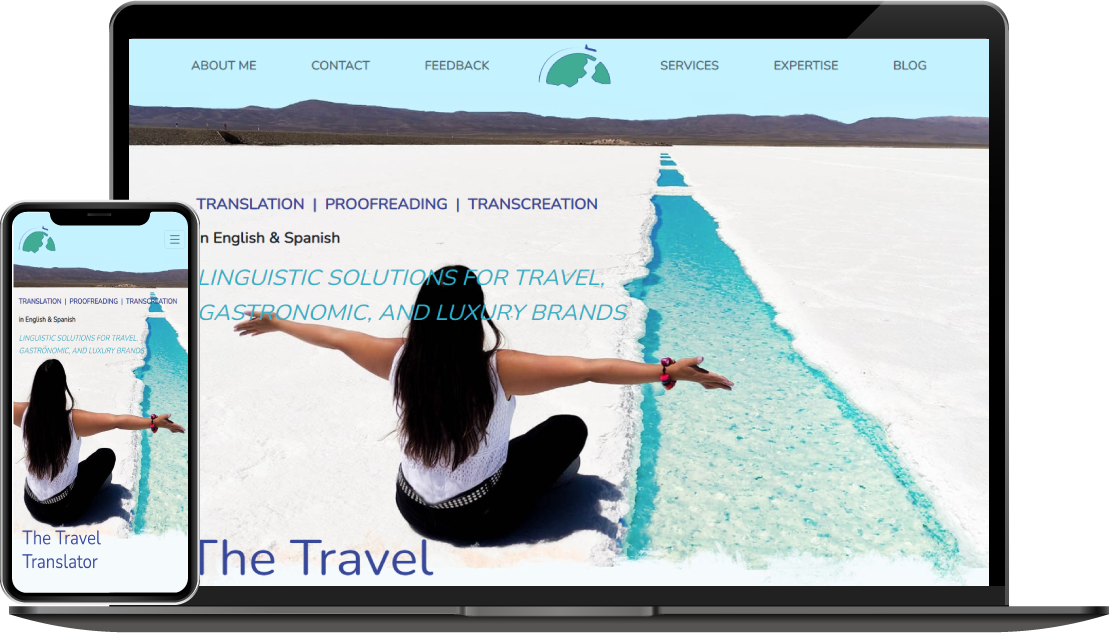 ABOUT ME CONTACT FEEDBACK SERVICES EXPERTISE BLOG
TRANSLATION | PROOFREADING | TRANSCREATION
n English & Spanish
LINGUISTIC SOLUTIONS FOR TRAVEL,
GASTRONOMIC, AND LUXURY BRANDS
The Travel
TRANSLATION | PROOFREADING | TRANSCREATION
in English & Spanish
LINGUISTIC SOLUTIONS FOR TRAVEL,
GASTRONOMIC, AND LUXURY BRANDS
The Travel
Translator